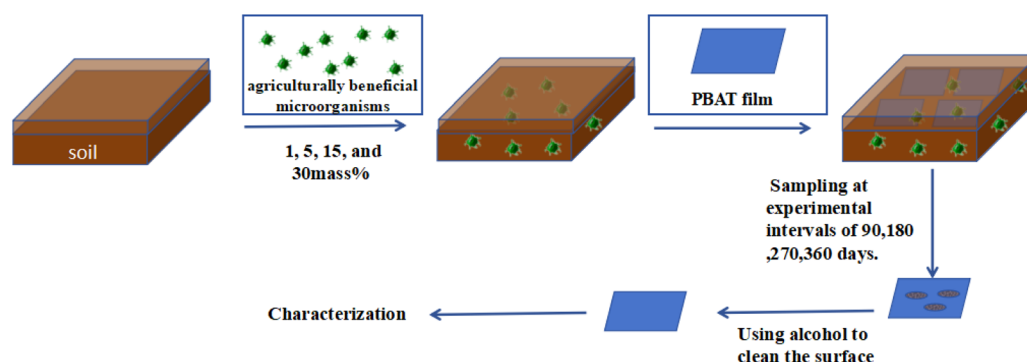 soil
agriculturally beneficial
microorganisms
1, 5, 15, and
30mass%
PBAT film
Sampling at
experimental
intervals of 90,180
,270,360 days.
Using alcohol to
clean the surface
Characterization